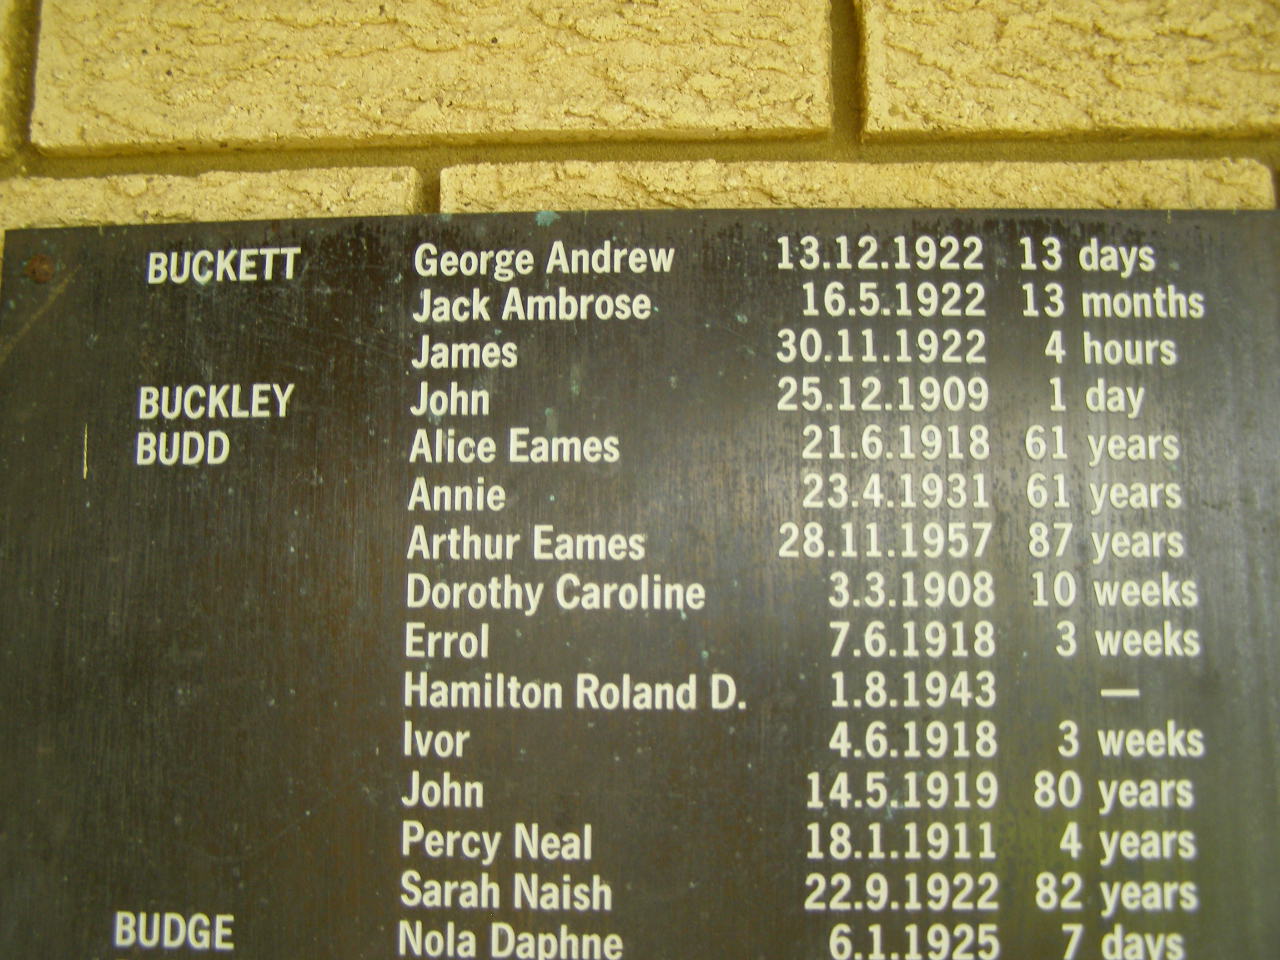 BUCKETT George Andrew 13.12.1922 13 days
Jack Ambrose 16.5.1922 13 months
James 30.11.1922 4 hours
BUCKLEY John 25.12.1909 1 day
BUDD Alice Eames 21.6.1918 61 years
Annie 23.4.1931 61 years
Arthur Eames 28.11.1957 87 years
Dorothy Caroline 3.3.1908 10 weeks
Errol 7.6.1918 3 weeks
Hamilton Roland D. 1.8.1943 —
Ivor 4.6.1918 3 weeks
John 14.5.1919 80 years
Percy Neal 18.1.1911 4 years
Sarah Naish 22.9.1922 82 years
BUDGE Nola Daphne 6.1.1925 7 days